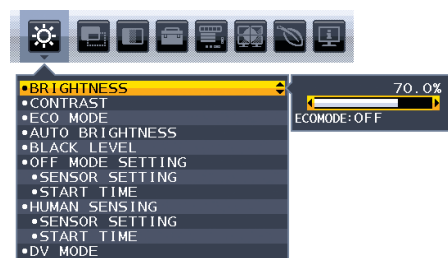 •BRIGHTNESS
70.0%
ECOMODE:OFF
•CONTRAST
•ECO MODE
•AUTO BRIGHTNESS
•BLACK LEVEL
•OFF MODE SETTING
•SENSOR SETTING
•START TIME
•HUMAN SENSING
•SENSOR SETTING
•START TIME
•DV MODE